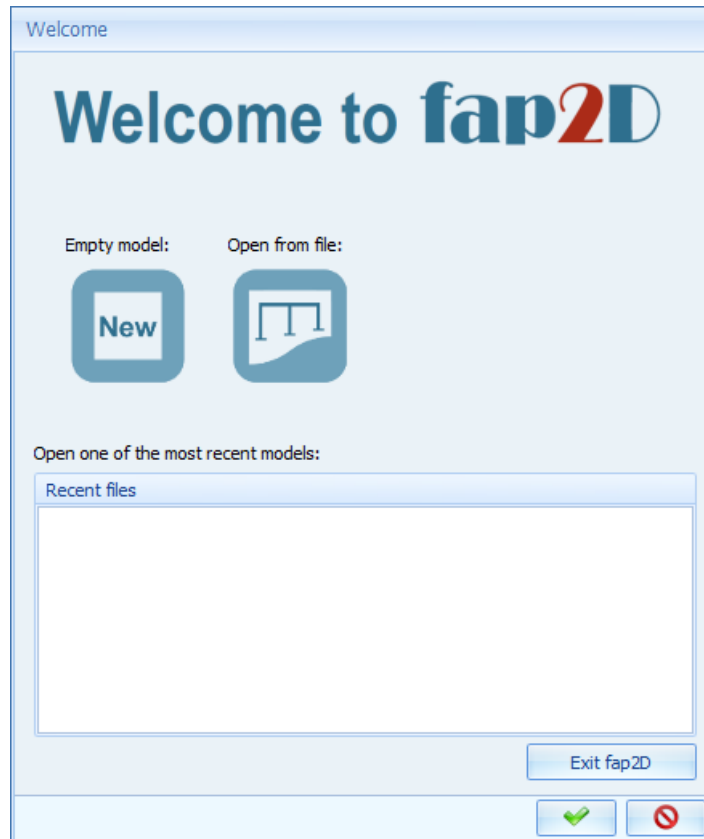 Welcome
Welcome to fap2D
Empty model: Open from file:
New
Open one of the most recent models:
Recent files
Exit fap2D